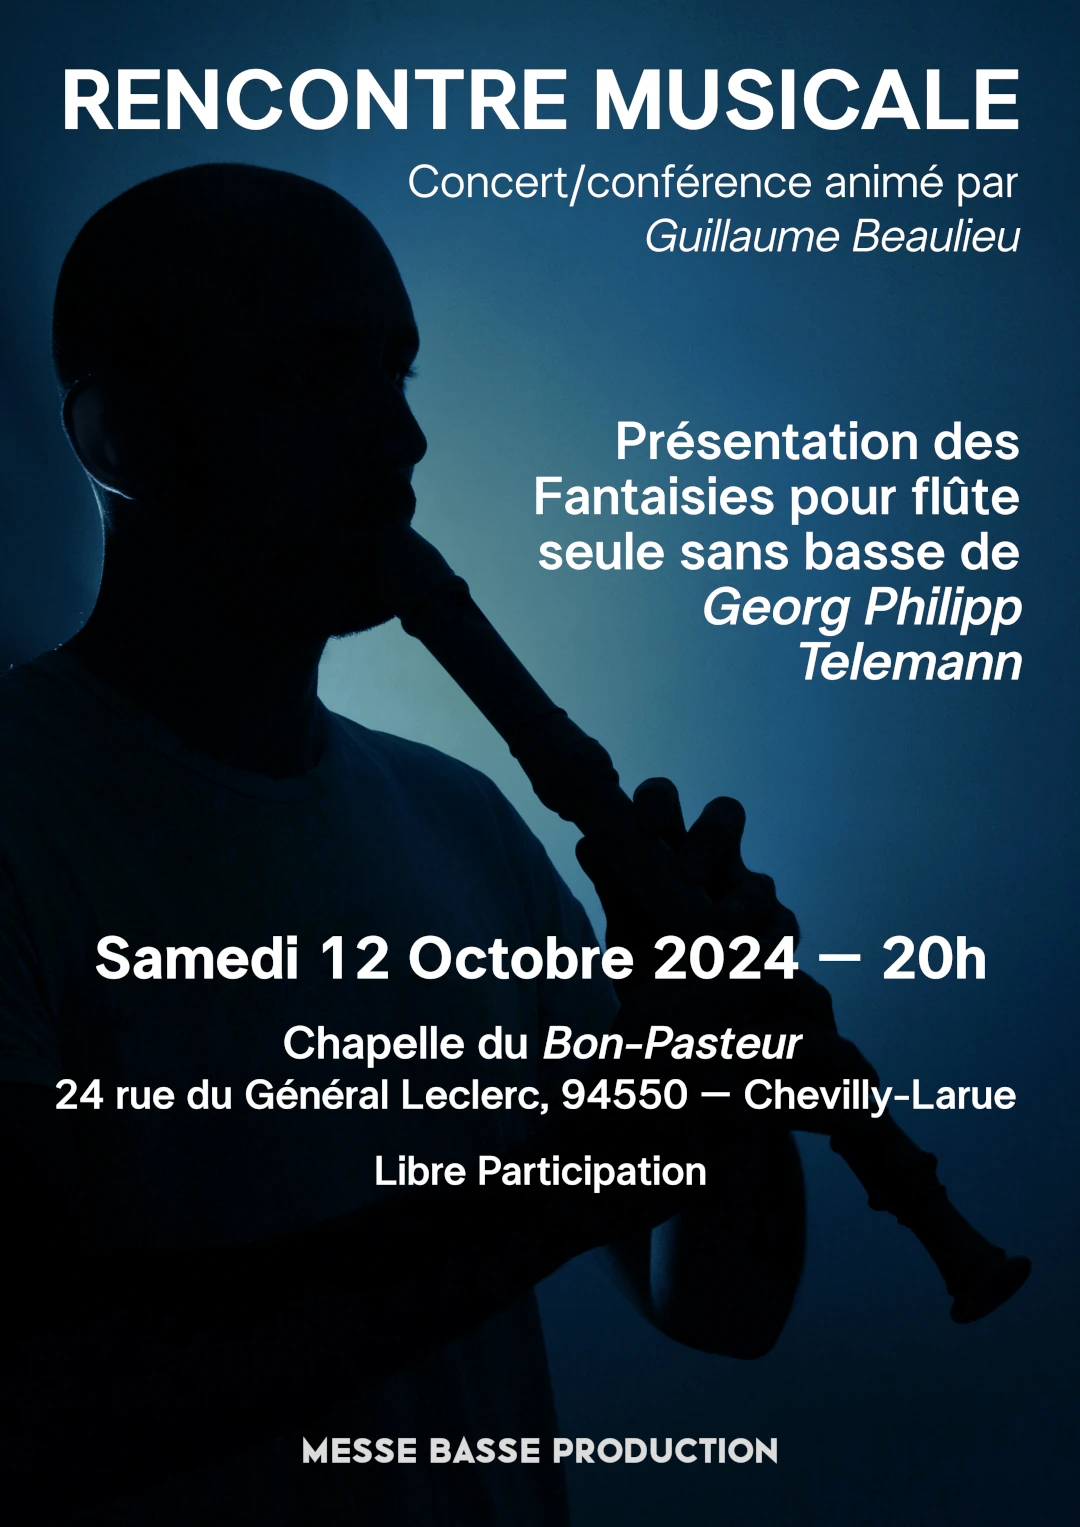 RENCONTRE MUSICALE
Concert/conférence animé par
Guillaume Beaulieu
Présentation des
Fantaisies pour flûte
seule sans basse de
Georg Philipp
Telemann
Samedi 12 Octobre 2024 — 20h
Chapelle du Bon-Pasteur
24 rue du Général Leclerc, 94550 — Chevilly-Larue
Libre Participation
MESSE BASSE PRODUCTION